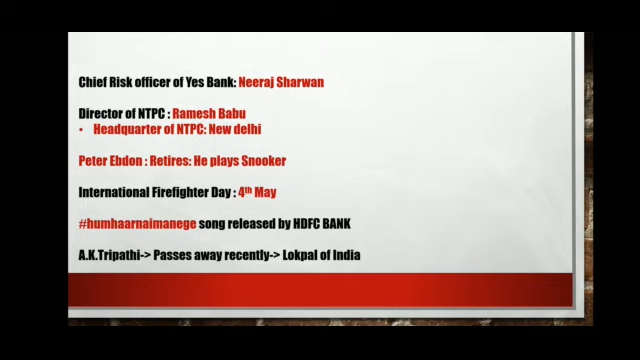 Chief Risk officer of Yes Bank: Neeraj Sharwan
Director of NTPC : Ramesh Babu
• Headquarter of NTPC: New delhi
Peter Ebdon : Retires: He plays Snooker
International Firefighter Day : 4th May
#humhaarnaimanege song released by HDFC BANK
A.K.Tripathi-> Passes away recently-> Lokpal of India